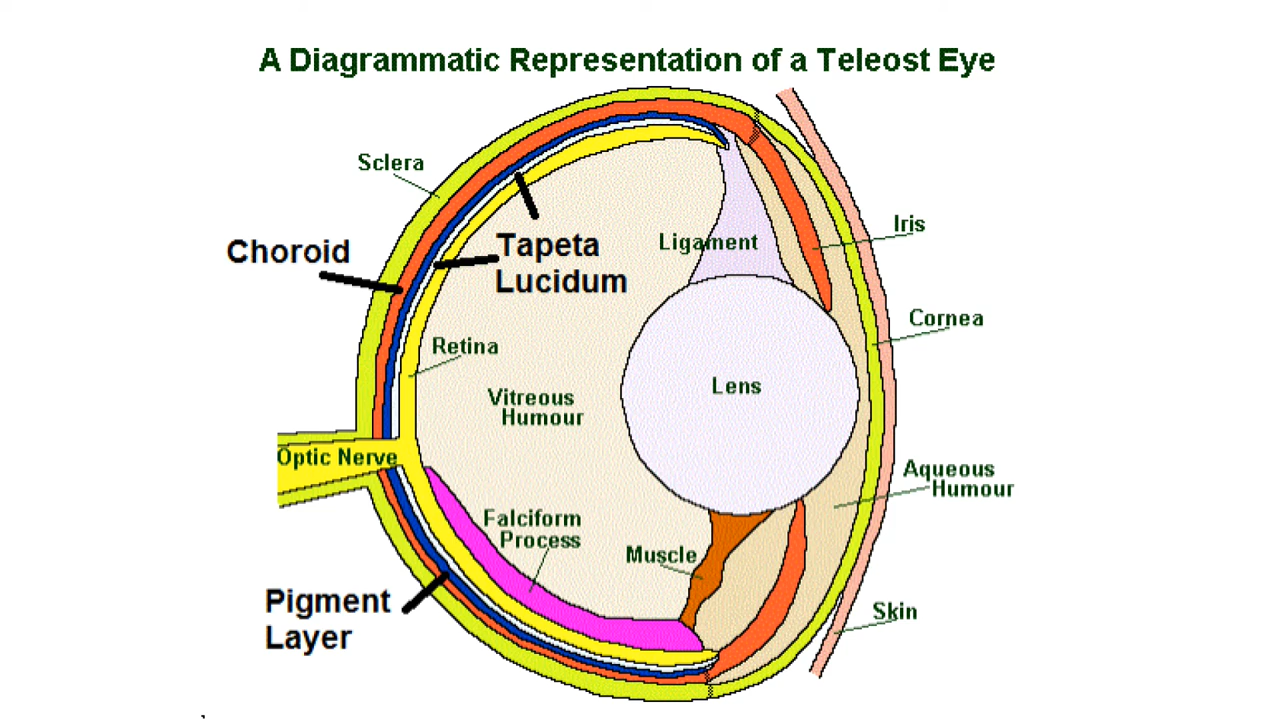 A Diagrammatic Representation of a Teleost Eye
Sclera
Choroid
Tapeta
Lucidum
Ligament
Iris
Cornea
Retina
Vitreous
Humour
Lens
Optic Nerve
Aqueous
Humour
Falciform
Process
Muscle
Pigment
Layer
Skin